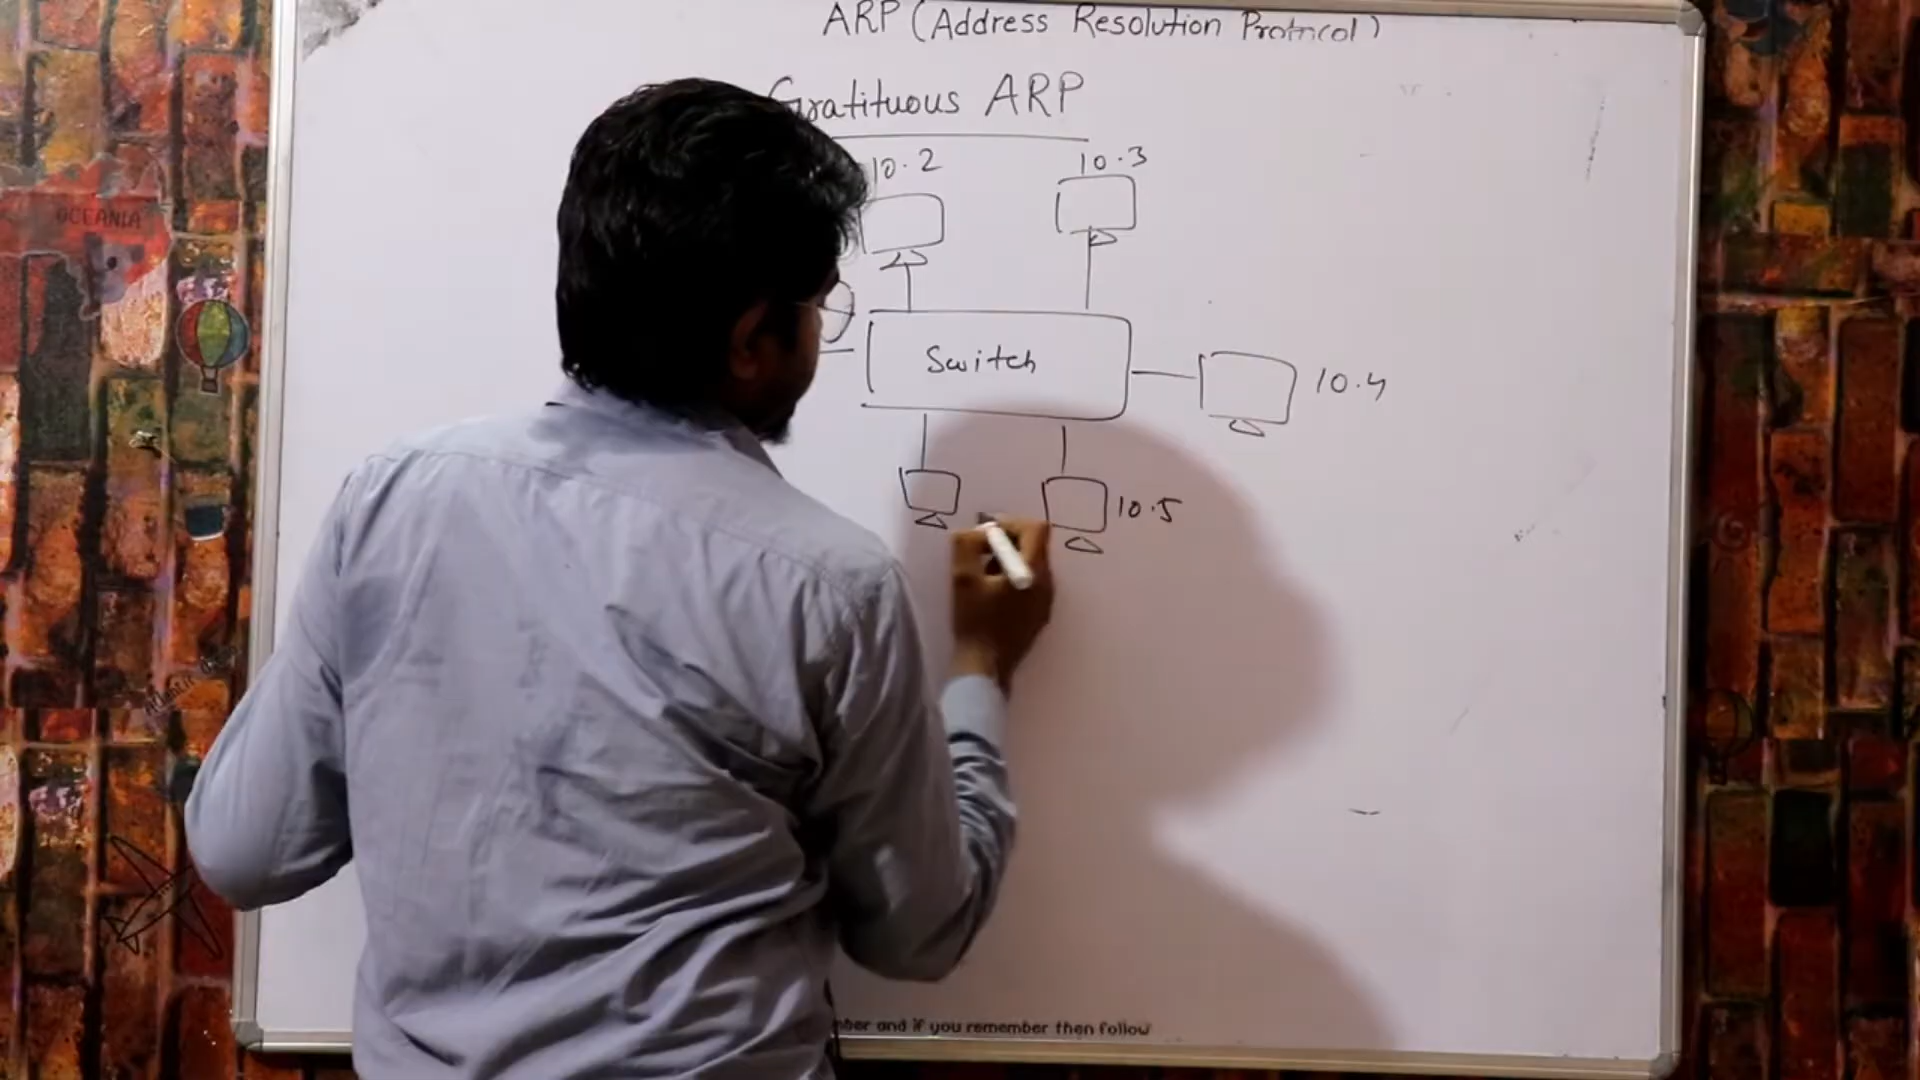 ARP (Address Resolution Protocol)
Gratituous ARP
10.2
10.3
Switch
10.4
10.5
OCEANIA
and if you remember then follow